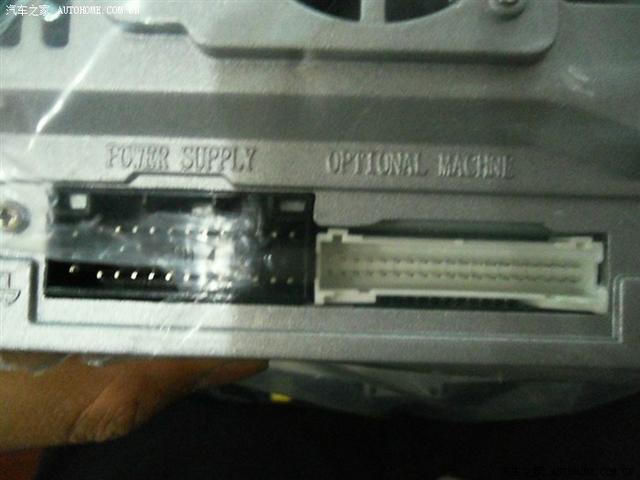 汽车之家 AUTOHOME.COM.CN
POWER SUPPLY
OPTIONAL MACHINE